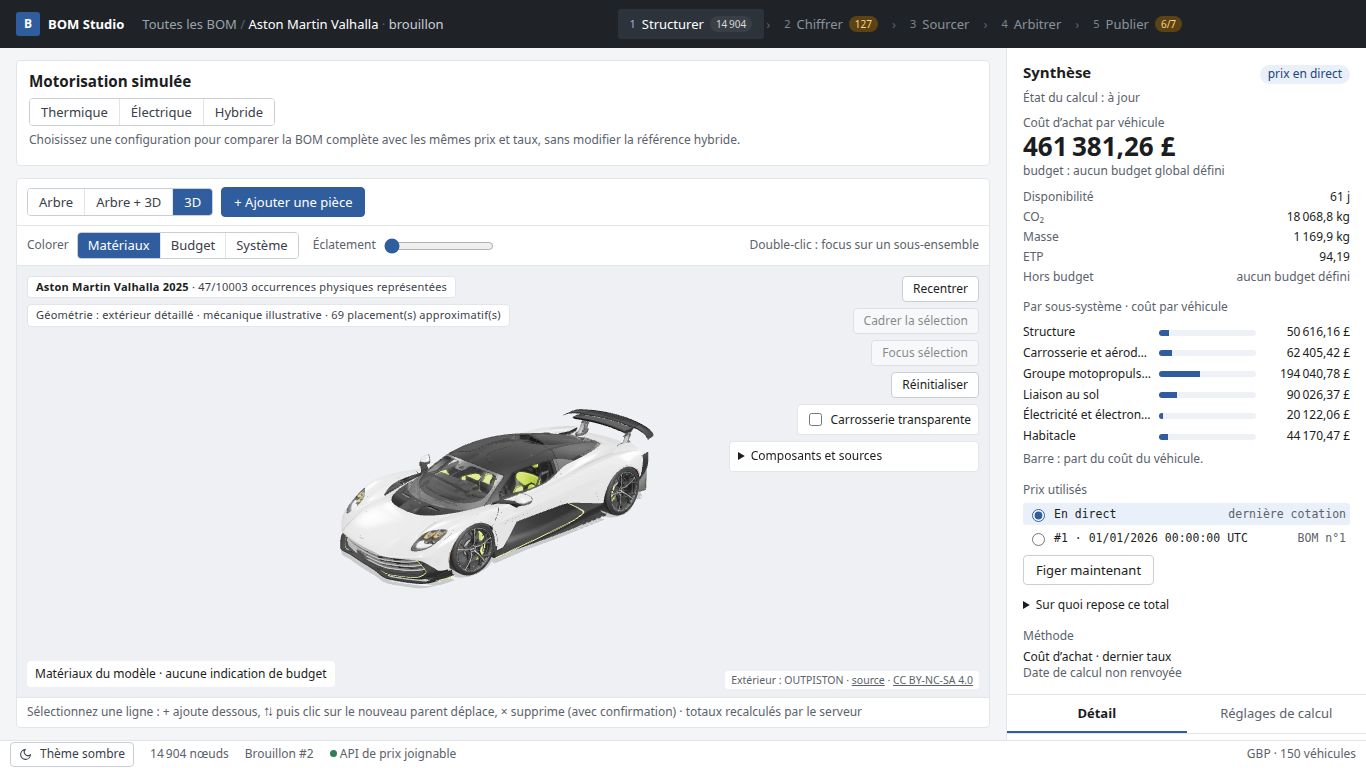 B BOM Studio Toutes les BOM / Aston Martin Valhalla · brouillon 1 Structurer 14 904 › 2 Chiffrer 127 › 3 Sourcer › 4 Arbitrer › 5 Publier 6/7
Motorisation simulée
Thermique Électrique Hybride
Choisissez une configuration pour comparer la BOM complète avec les mêmes prix et taux, sans modifier la référence hybride.
Arbre Arbre + 3D 3D + Ajouter une pièce
Colorer Matériaux Budget Système Éclatement Double-clic : focus sur un sous-ensemble
Aston Martin Valhalla 2025 · 47/10003 occurrences physiques représentées
Géométrie : extérieur détaillé · mécanique illustrative · 69 placement(s) approximatif(s)
Recentrer
Cadrer la sélection
Focus sélection
Réinitialiser
Carrosserie transparente
Composants et sources
Matériaux du modèle · aucune indication de budget
Extérieur : OUTPISTON · source · CC BY-NC-SA 4.0
Sélectionnez une ligne : + ajoute dessous, ⇅ puis clic sur le nouveau parent déplace, × supprime (avec confirmation) · totaux recalculés par le serveur
Synthèse prix en direct
État du calcul : à jour
Coût d’achat par véhicule
461 381,26 £
budget : aucun budget global défini
Disponibilité 61 j
CO₂ 18 068,8 kg
Masse 1 169,9 kg
ETP 94,19
Hors budget aucun budget défini
Par sous-système · coût par véhicule
Structure 50 616,16 £
Carrosserie et aérod... 62 405,42 £
Groupe motopropuls... 194 040,78 £
Liaison au sol 90 026,37 £
Électricité et électron... 20 122,06 £
Habitacle 44 170,47 £
Barre : part du coût du véhicule.
Prix utilisés
En direct dernière cotation
#1 · 01/01/2026 00:00:00 UTC BOM n°1
Figer maintenant
Sur quoi repose ce total
Méthode
Coût d’achat · dernier taux
Date de calcul non renvoyée
Détail Réglages de calcul
Thème sombre 14 904 nœuds Brouillon #2 API de prix joignable GBP · 150 véhicules